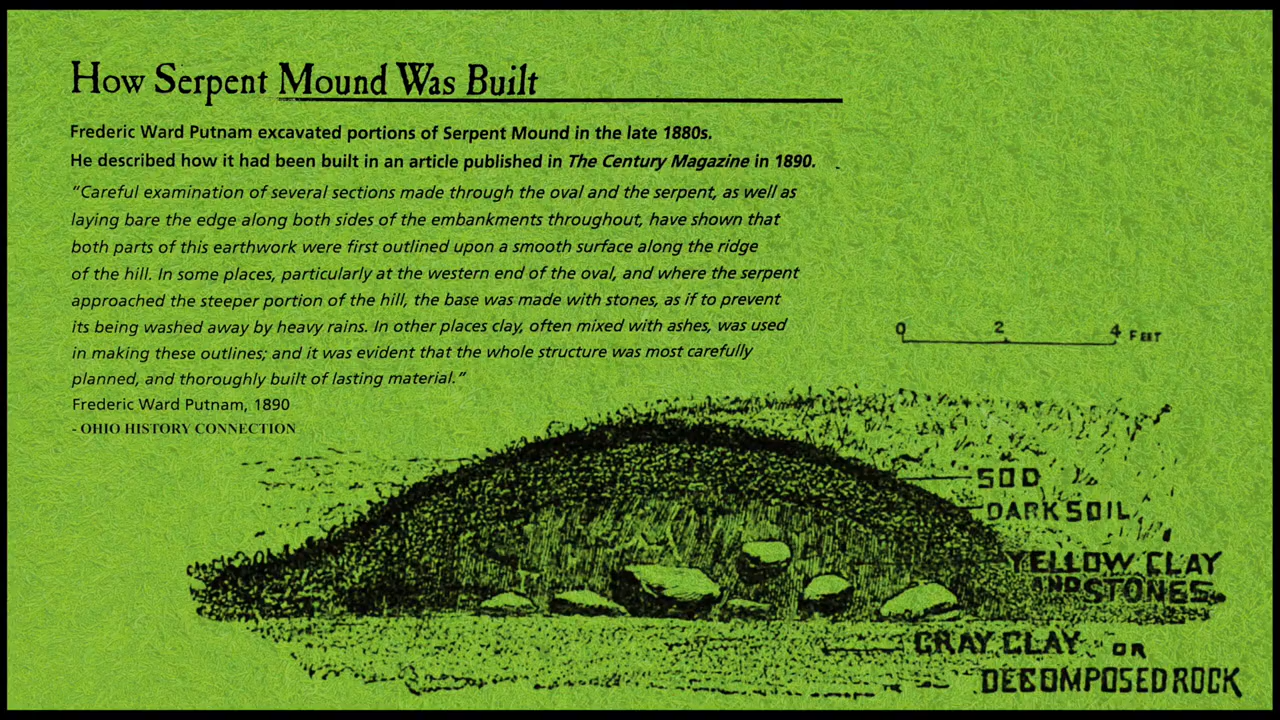 How Serpent Mound Was Built
Frederic Ward Putnam excavated portions of Serpent Mound in the late 1880s.
He described how it had been built in an article published in The Century Magazine in 1890.
"Careful examination of several sections made through the oval and the serpent, as well as
laying bare the edge along both sides of the embankments throughout, have shown that
both parts of this earthwork were first outlined upon a smooth surface along the ridge
of the hill. In some places, particularly at the western end of the oval, and where the serpent
approached the steeper portion of the hill, the base was made with stones, as if to prevent
its being washed away by heavy rains. In other places clay, often mixed with ashes, was used
in making these outlines; and it was evident that the whole structure was most carefully
planned, and thoroughly built of lasting material."
Frederic Ward Putnam, 1890
- OHIO HISTORY CONNECTION
0 2 4 FEET
SOD
DARK SOIL
YELLOW CLAY
AND STONES
GRAY CLAY OR
DECOMPOSED ROCK